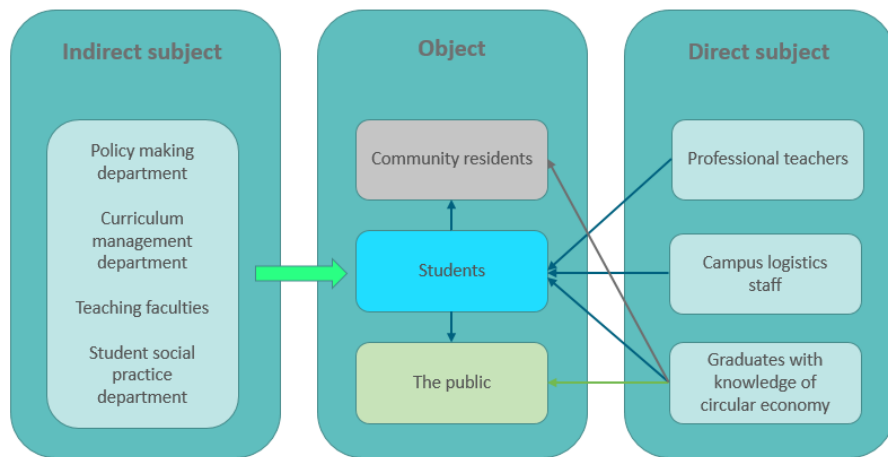 Indirect subject
Policy making
department
Curriculum
management
department
Teaching faculties
Student social
practice
department
Object
Community residents
Students
The public
Direct subject
Professional teachers
Campus logistics
staff
Graduates with
knowledge of
circular economy